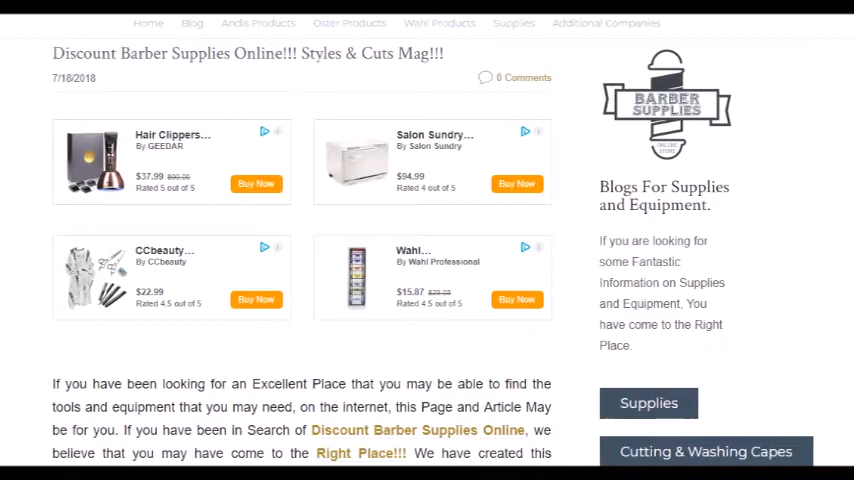 Home Blog Andis Products Oster Products Wahl Products Supplies Additional Companies
Discount Barber Supplies Online!!! Styles & Cuts Mag!!!
7/18/2018
0 Comments
Hair Clippers...
By GEEDAR
$37.99
Rated 5 out of 5
Buy Now
Salon Sundry...
By Salon Sundry
$94.99
Rated 4 out of 5
Buy Now
CCbeauty...
By CCbeauty
$22.99
Rated 4.5 out of 5
Buy Now
Wahl...
By Wahl Professional
$15.87
Rated 4.5 out of 5
Buy Now
If you have been looking for an Excellent Place that you may be able to find the
tools and equipment that you may need, on the internet, this Page and Article May
be for you. If you have been in Search of Discount Barber Supplies Online, we
believe that you may have come to the Right Place!!! We have created this
BARBER
SUPPLIES
ONLINE
STORE
Blogs For Supplies
and Equipment.
If you are looking for
some Fantastic
Information on Supplies
and Equipment, You
have come to the Right
Place.
Supplies
Cutting & Washing Capes